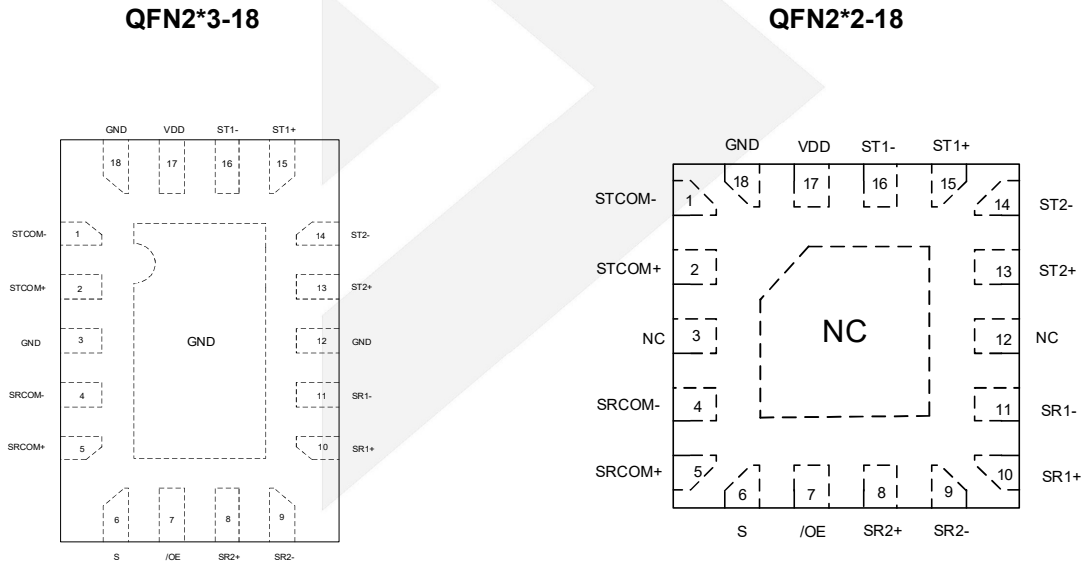 QFN2*3-18
QFN2*2-18
GND VDD ST1- ST1+
18 17 16 15
STCOM- 1 14 ST2-
STCOM+ 2 13 ST2+
GND 3 GND 12 GND
SRCOM- 4 11 SR1-
SRCOM+ 5 10 SR1+
6 7 8 9
S /OE SR2+ SR2-
GND VDD ST1- ST1+
18 17 16 15
STCOM- 1 14 ST2-
STCOM+ 2 13 ST2+
NC 3 NC 12 NC
SRCOM- 4 11 SR1-
SRCOM+ 5 10 SR1+
6 7 8 9
S /OE SR2+ SR2-